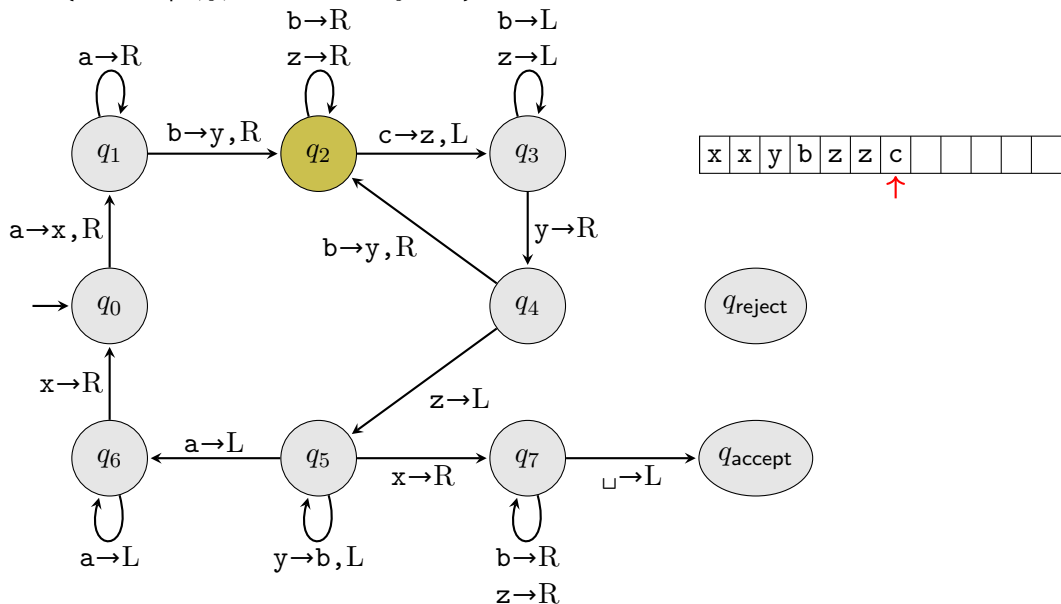 b→R b→L
z→R z→L
a→R
b→y,R c→z,L
q1 q2 q3
x x y b z z c
↑
a→x,R b→y,R y→R
q0 q4 qreject
x→R z→L
a→L x→R ␣→L
q6 q5 q7 qaccept
a→L y→b,L b→R
z→R